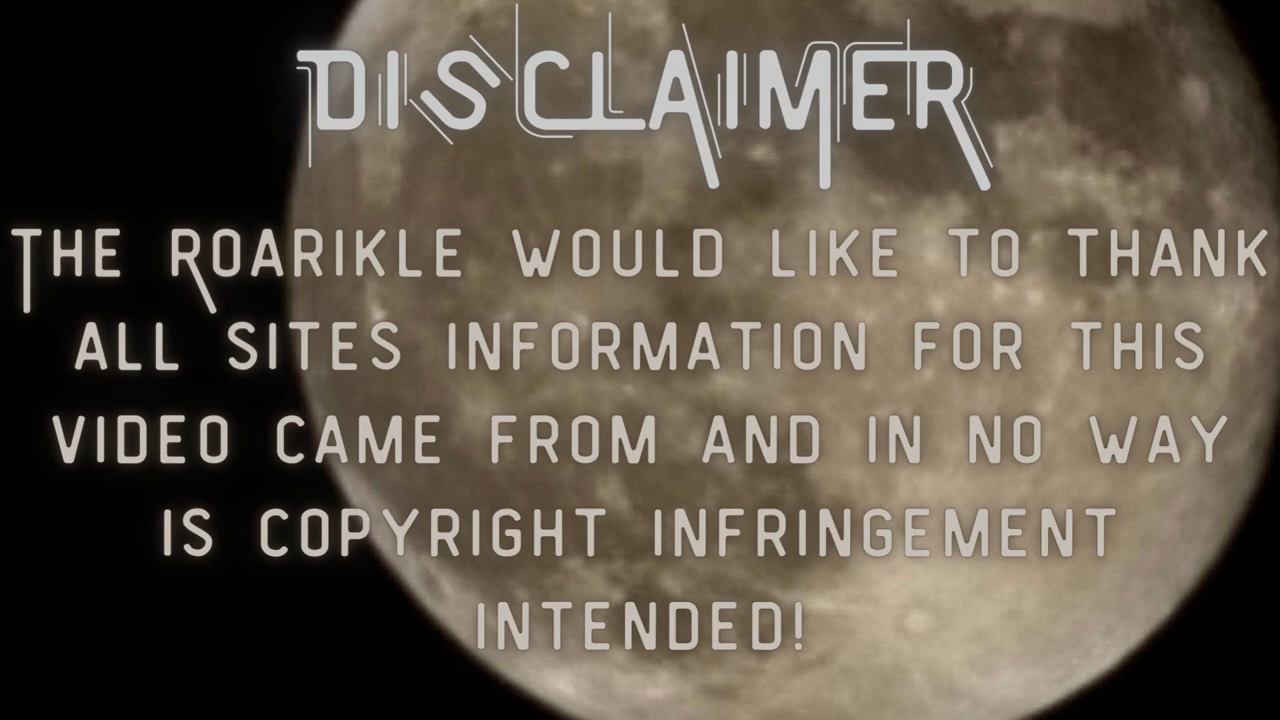 DISCLAIMER
THE ROARIKLE WOULD LIKE TO THANK
ALL SITES INFORMATION FOR THIS
VIDEO CAME FROM AND IN NO WAY
IS COPYRIGHT INFRINGEMENT
INTENDED!